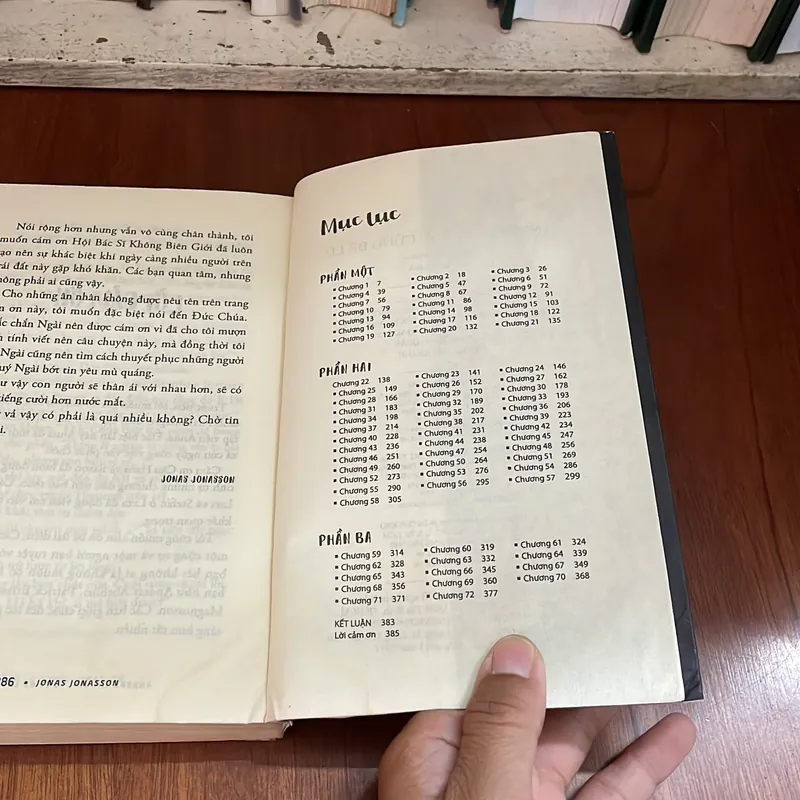 Nói rộng hơn nhưng vẫn vô cùng chân thành, tôi
muốn cám ơn Hội Bác Sĩ Không Biên Giới đã luôn
ạo nên sự khác biệt khi ngày càng nhiều người trên
rái đất này gặp khó khăn. Các bạn quan tâm, nhưng
hông phải ai cũng vậy.
Cho những ân nhân không được nêu tên trên trang
n ơn này, tôi muốn đặc biệt nói đến Đức Chúa.
ắc chắn Ngài nên được cám ơn vì đã cho tôi mượn
h tính viết nên câu chuyện này, mà đồng thời tôi
Ngài cũng nên tìm cách thuyết phục những người
quý Ngài bớt tin yêu mù quáng.
ư vậy con người sẽ thân ái với nhau hơn, sẽ có
tiếng cười hơn nước mắt.
vả vậy có phải là quá nhiều không? Chờ tin
i.
JONAS JONASSON
386 • JONAS JONASSON
Mục lục
PHẦN MỘT
▪ Chương 1 7 ▪ Chương 2 18 ▪ Chương 3 26
▪ Chương 4 39 ▪ Chương 5 47 ▪ Chương 6 51
▪ Chương 7 56 ▪ Chương 8 67 ▪ Chương 9 72
▪ Chương 10 79 ▪ Chương 11 86 ▪ Chương 12 91
▪ Chương 13 94 ▪ Chương 14 98 ▪ Chương 15 103
▪ Chương 16 109 ▪ Chương 17 116 ▪ Chương 18 122
▪ Chương 19 127 ▪ Chương 20 132 ▪ Chương 21 135
PHẦN HAI
Chương 22 138 ▪ Chương 23 141 ▪ Chương 24 146
▪ Chương 25 149 ▪ Chương 26 152 ▪ Chương 27 162
▪ Chương 28 166 ▪ Chương 29 170 ▪ Chương 30 178
▪ Chương 31 183 ▪ Chương 32 189 ▪ Chương 33 193
▪ Chương 34 198 ▪ Chương 35 202 ▪ Chương 36 206
▪ Chương 37 214 ▪ Chương 38 217 ▪ Chương 39 223
▪ Chương 40 228 ▪ Chương 41 231 ▪ Chương 42 234
▪ Chương 43 236 ▪ Chương 44 238 ▪ Chương 45 247
▪ Chương 46 251 ▪ Chương 47 254 ▪ Chương 48 256
▪ Chương 49 260 ▪ Chương 50 264 ▪ Chương 51 269
▪ Chương 52 273 ▪ Chương 53 276 ▪ Chương 54 286
▪ Chương 55 290 ▪ Chương 56 295 ▪ Chương 57 299
▪ Chương 58 305
PHẦN BA
▪ Chương 59 314 ▪ Chương 60 319 ▪ Chương 61 324
▪ Chương 62 328 ▪ Chương 63 332 ▪ Chương 64 339
▪ Chương 65 343 ▪ Chương 66 345 ▪ Chương 67 349
▪ Chương 68 356 ▪ Chương 69 360 ▪ Chương 70 368
▪ Chương 71 371 ▪ Chương 72 377
KẾT LUẬN 383
Lời cảm ơn 385